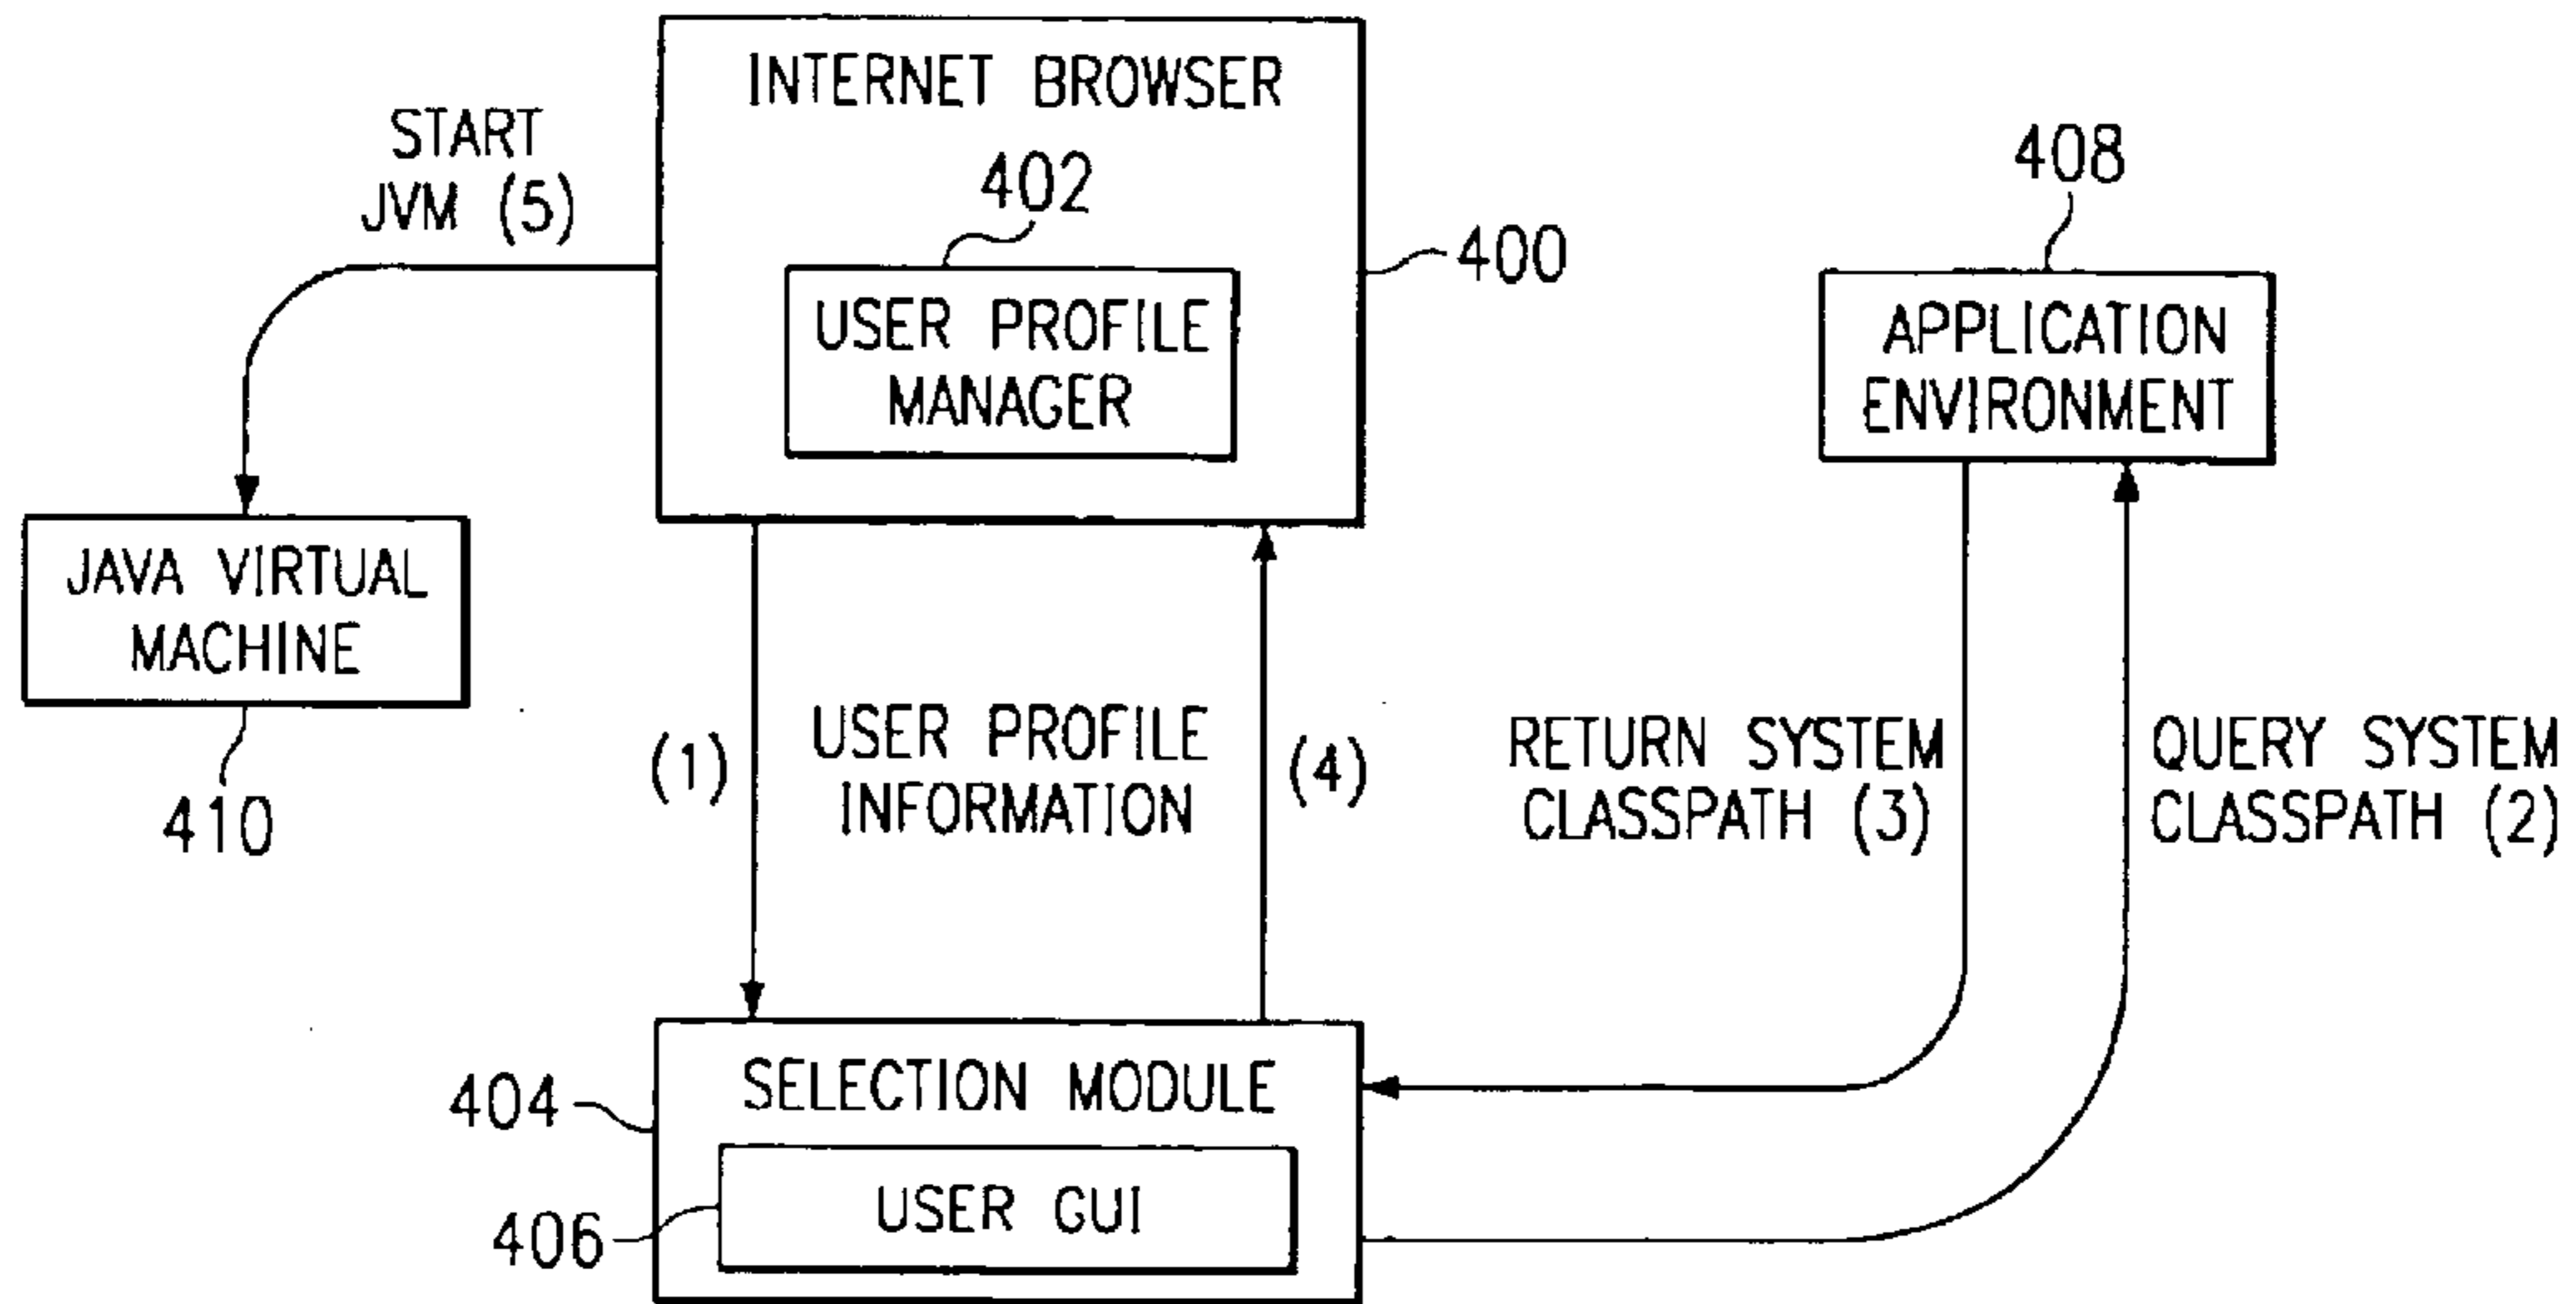 INTERNET BROWSER
START
JVM (5)
402
408
400
USER PROFILE
MANAGER
APPLICATION
ENVIRONMENT
JAVA VIRTUAL
MACHINE
410
(1)
USER PROFILE
INFORMATION
(4)
RETURN SYSTEM
CLASSPATH (3)
QUERY SYSTEM
CLASSPATH (2)
404
SELECTION MODULE
406
USER GUI